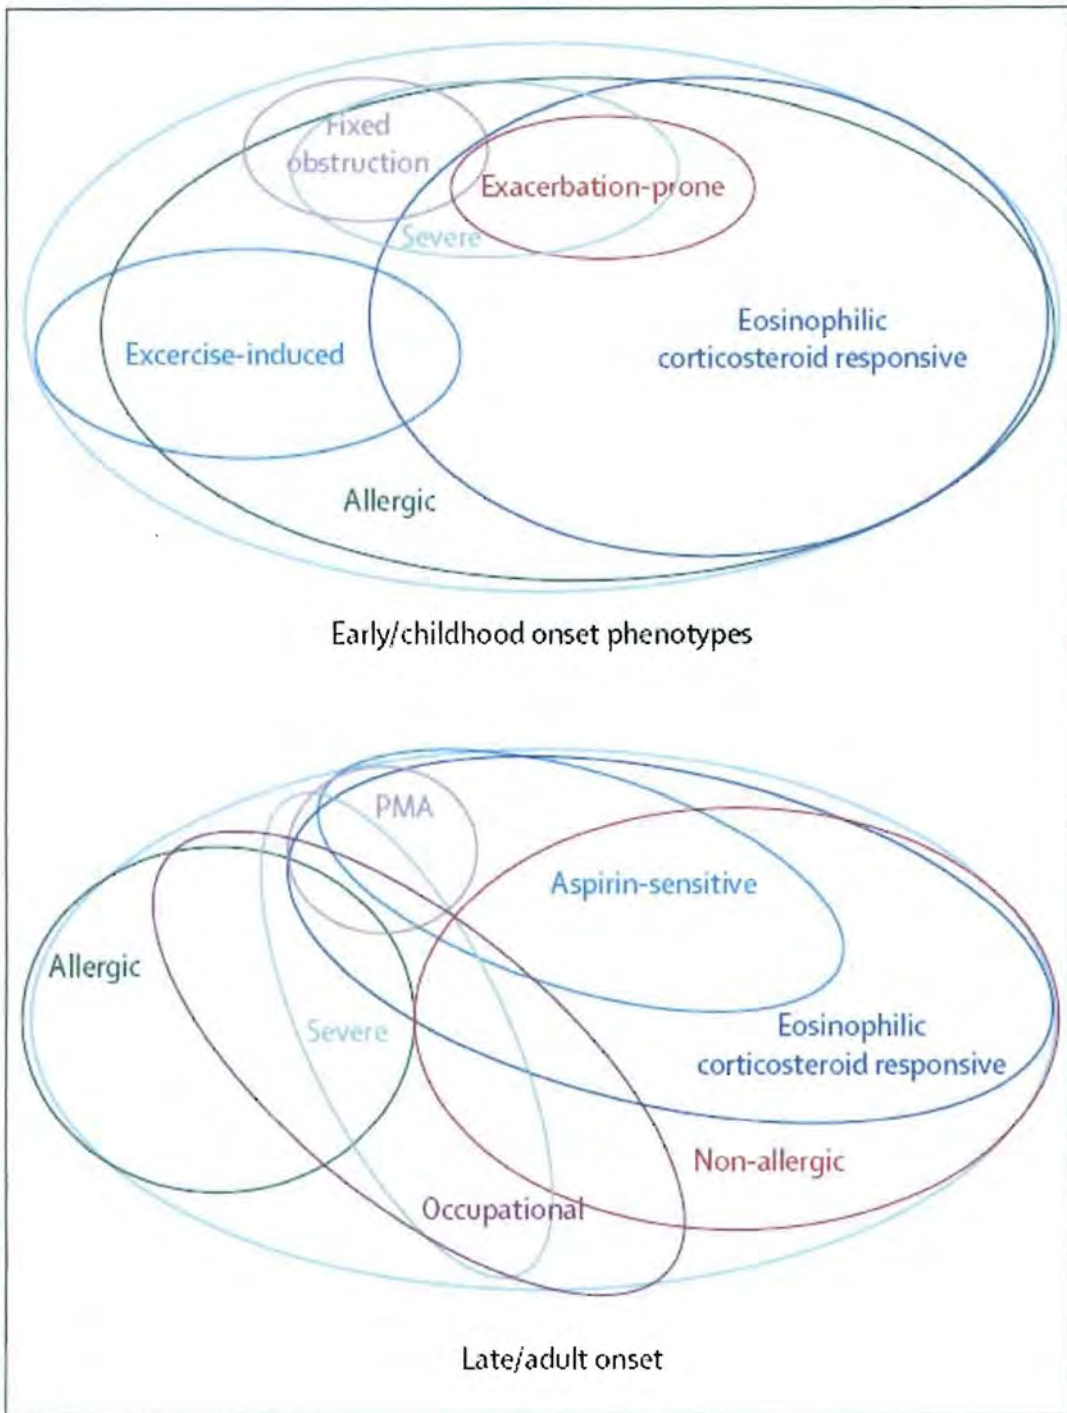 Fixed
obstruction
Exacerbation-prone
Severe
Eosinophilic
corticosteroid responsive
Excercise-induced
Allergic
Early/childhood onset phenotypes
PMA
Aspirin-sensitive
Allergic
Severe
Eosinophilic
corticosteroid responsive
Non-allergic
Occupational
Late/adult onset